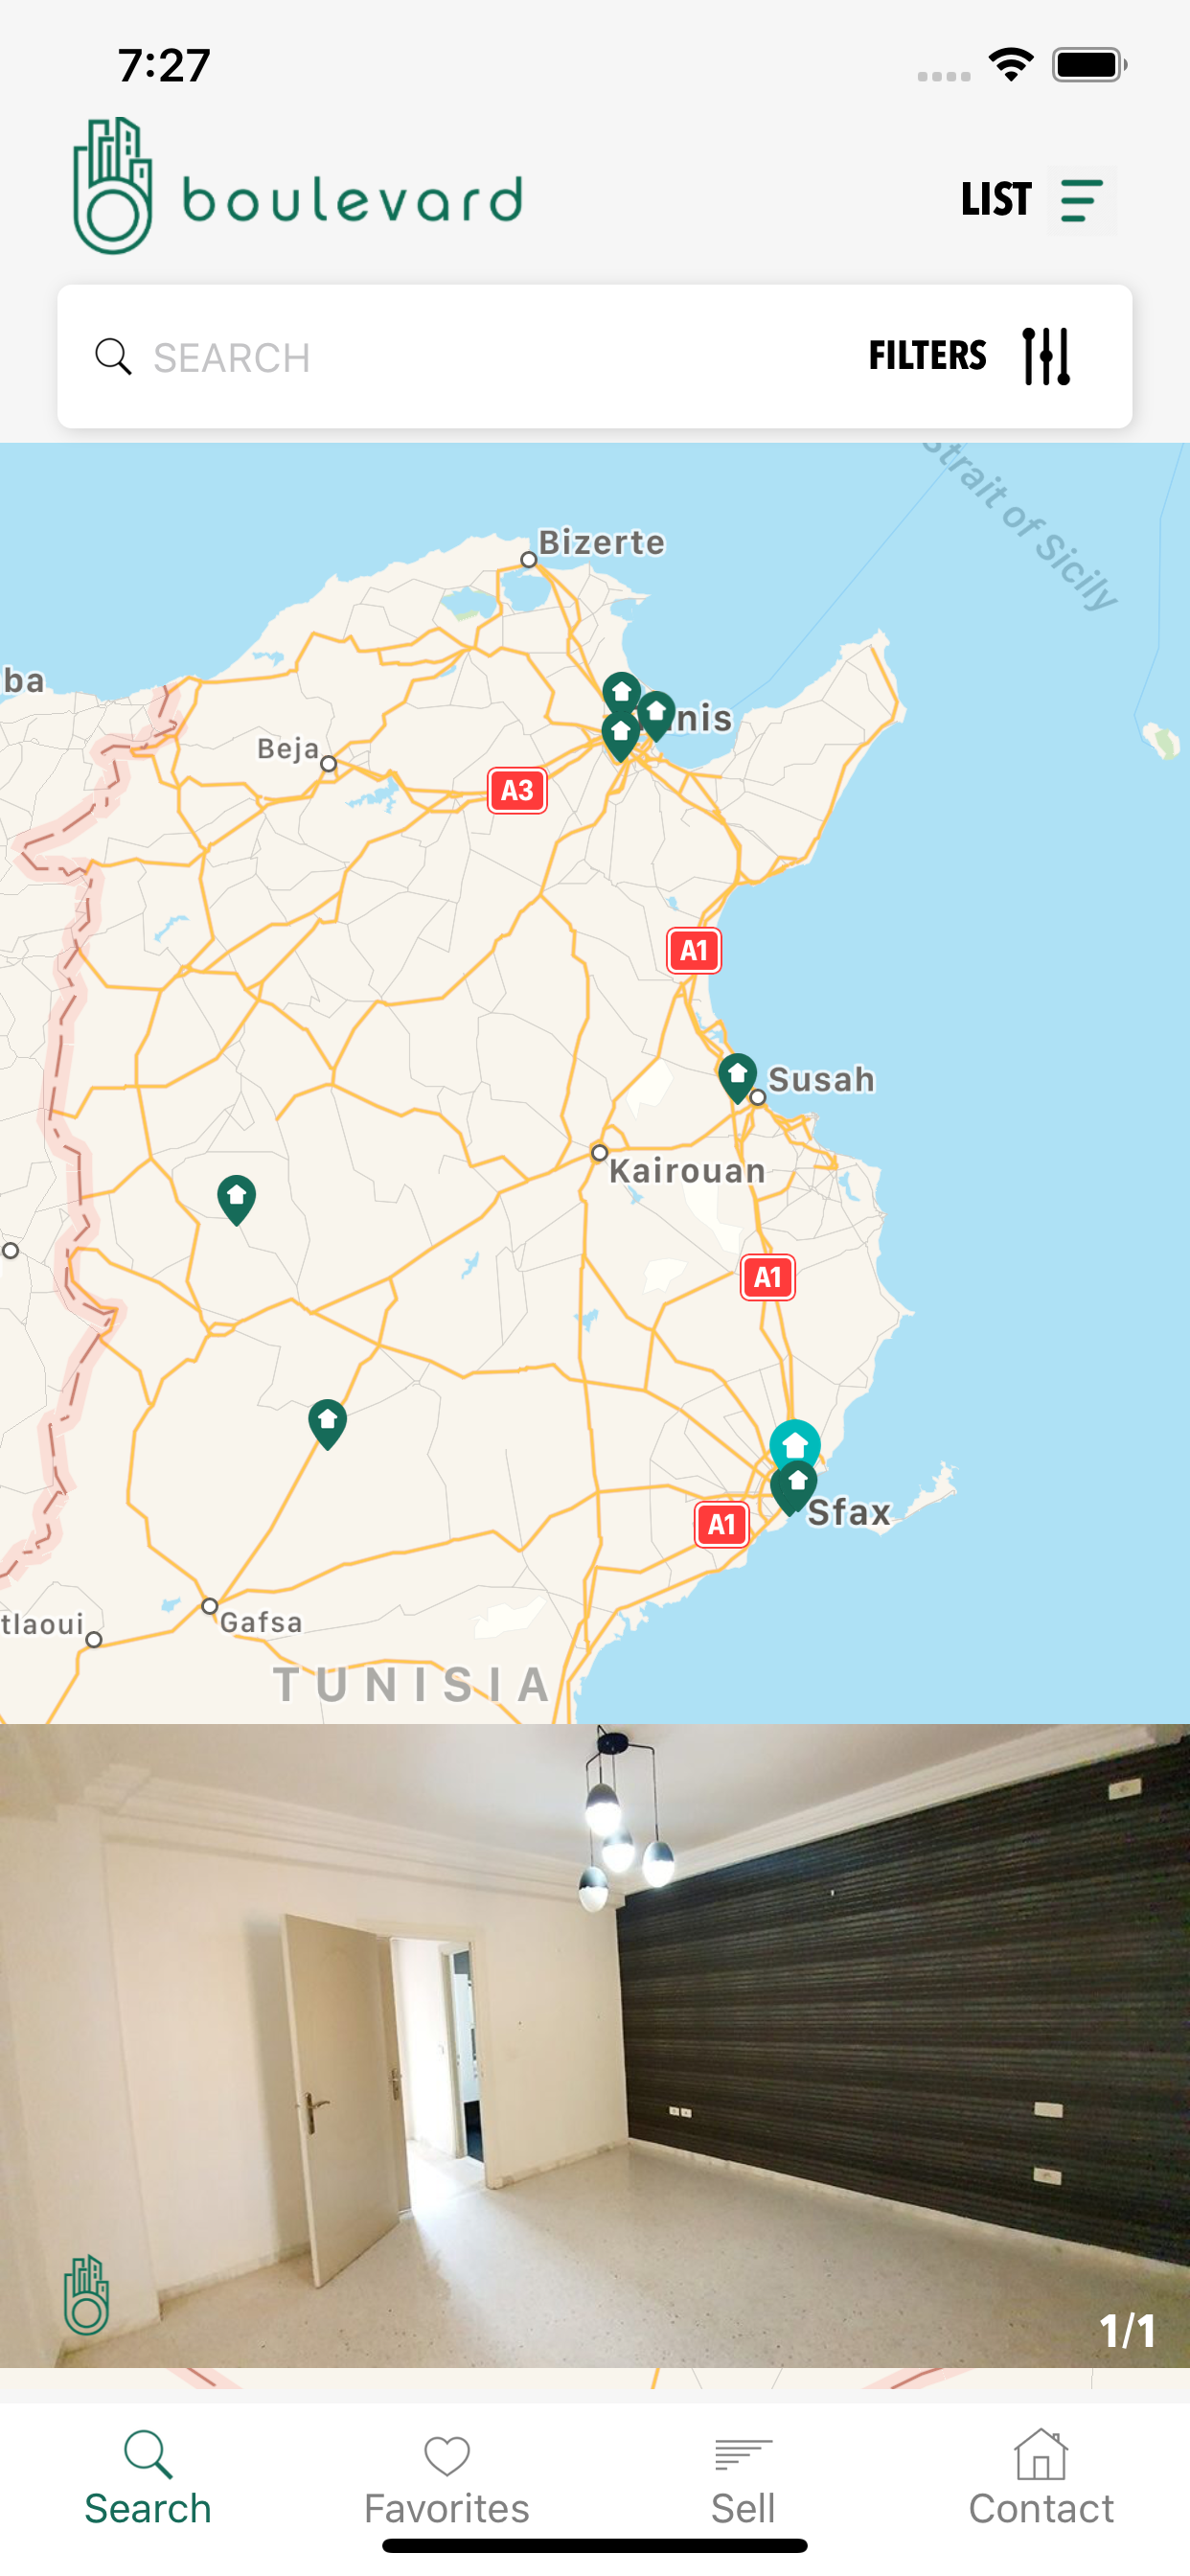 7:27
boulevard
LIST
SEARCH
FILTERS
Strait of Sicily
Bizerte
ba
nis
Beja
A3
A1
Susah
Kairouan
A1
Sfax
A1
Gafsa
tlaoui
TUNISIA
1/1
Search
Favorites
Sell
Contact